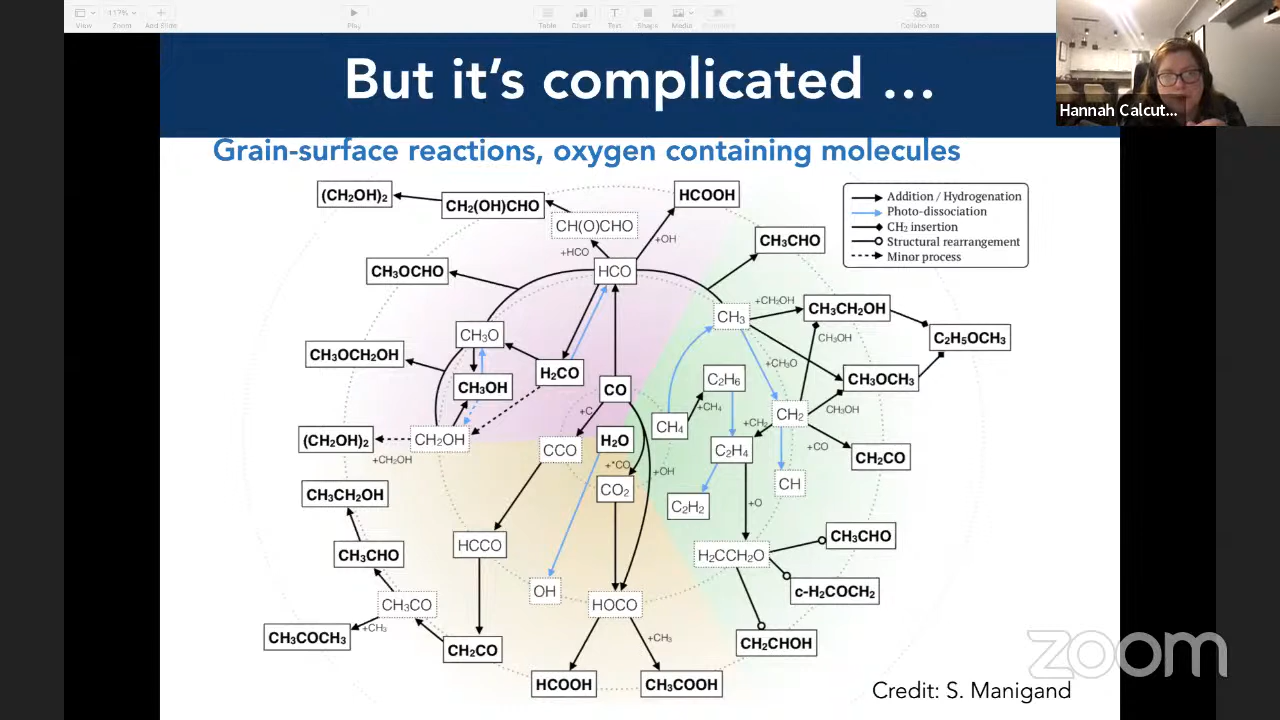 117%
View
Zoom
Add Slide
Play
Table
Chart
Text
Shape
Media
Collaborate
But it's complicated ...
Hannah Calcut...
Grain-surface reactions, oxygen containing molecules
(CH₂OH)₂
CH₂(OH)CHO
HCOOH
CH(O)CHO
+OH
+HCO
CH₃CHO
Addition / Hydrogenation
Photo-dissociation
CH₂ insertion
Structural rearrangement
Minor process
CH₃OCHO
HCO
+CH₃OH
CH₃CH₂OH
CH₃
CH₃O
CH₃OH
C₂H₅OCH₃
CH₃OCH₂OH
+CH₃O
H₂CO
CH₃OH
C₂H₆
CH₃OCH₃
CO
+CH₄
CH₃OH
+C
CH₂
CH₄
+CH₂
(CH₂OH)₂
CH₂OH
H₂O
+CO
CCO
C₂H₄
CH₂CO
+CH₂OH
+*CO
+OH
CO₂
CH
CH₃CH₂OH
C₂H₂
+O
CH₃CHO
HCCO
H₂CCH₂O
CH₃CHO
OH
HOCO
c-H₂COCH₂
CH₃CO
+CH₃
CH₃COCH₃
CH₂CO
+CH₃
CH₂CHOH
HCOOH
CH₃COOH
Credit: S. Manigand
zoom